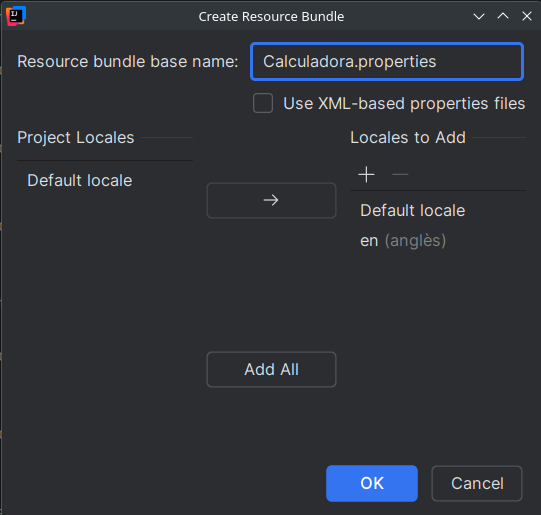 Create Resource Bundle
Resource bundle base name: Calculadora.properties
Use XML-based properties files
Project Locales
Locales to Add
Default locale
Default locale
en (anglès)
Add All
OK Cancel